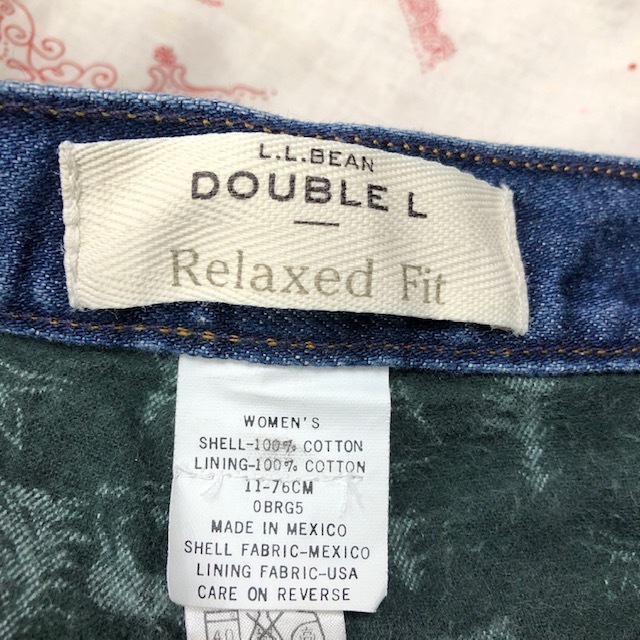 L.L.BEAN
DOUBLE L
Relaxed Fit
WOMEN'S
SHELL-100% COTTON
LINING-100% COTTON
11-76CM
0BRG5
MADE IN MEXICO
SHELL FABRIC-MEXICO
LINING FABRIC-USA
CARE ON REVERSE
40